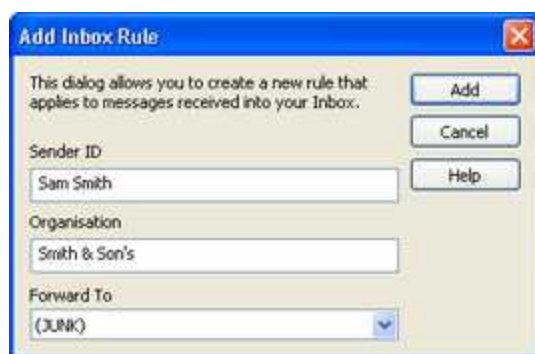 Add Inbox Rule
This dialog allows you to create a new rule that
applies to messages received into your Inbox.
Add
Cancel
Sender ID
Sam Smith
Help
Organisation
Smith & Son's
Forward To
(JUNK)